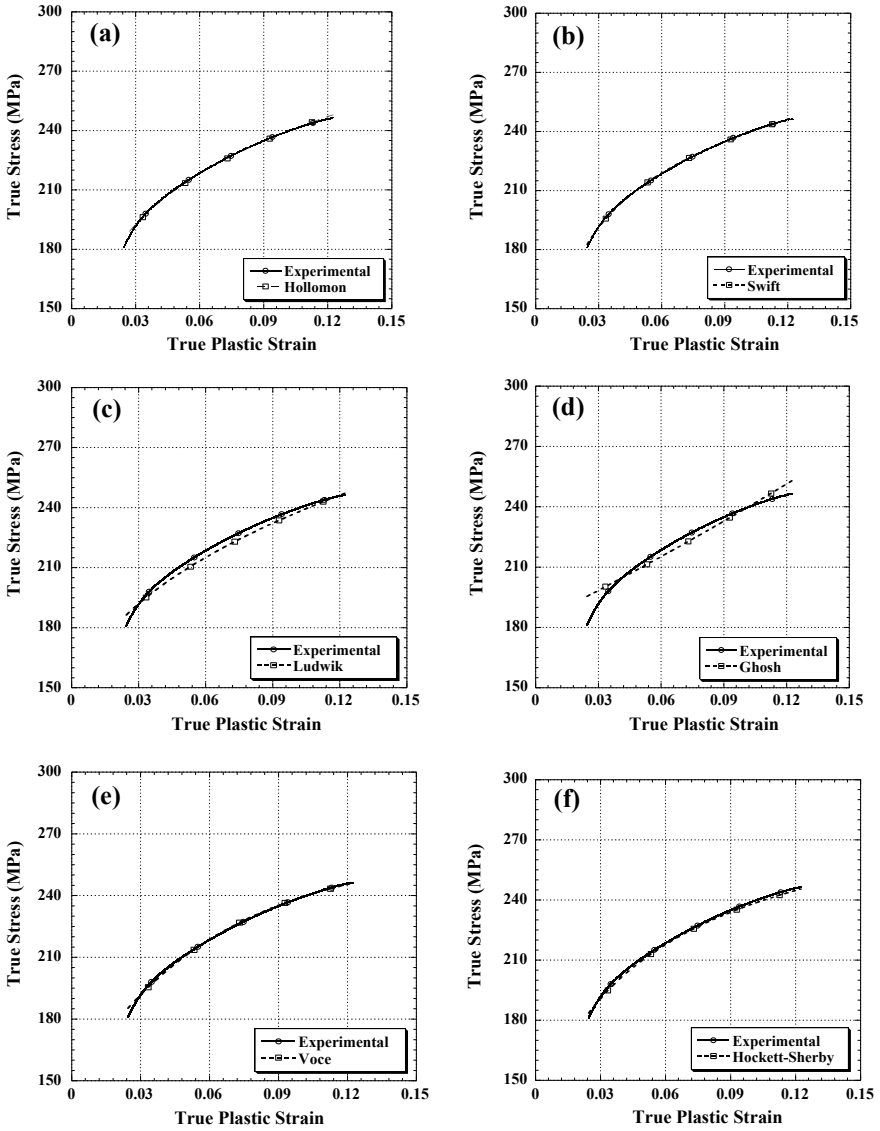 (a)
True Stress (MPa)
300
270
240
210
180
150
0
0.03
0.06
0.09
0.12
0.15
True Plastic Strain
Experimental
Hollomon
(b)
True Stress (MPa)
300
270
240
210
180
150
0
0.03
0.06
0.09
0.12
0.15
True Plastic Strain
Experimental
Swift
(c)
True Stress (MPa)
300
270
240
210
180
150
0
0.03
0.06
0.09
0.12
0.15
True Plastic Strain
Experimental
Ludwik
(d)
True Stress (MPa)
300
270
240
210
180
150
0
0.03
0.06
0.09
0.12
0.15
True Plastic Strain
Experimental
Ghosh
(e)
True Stress (MPa)
300
270
240
210
180
150
0
0.03
0.06
0.09
0.12
0.15
True Plastic Strain
Experimental
Voce
(f)
True Stress (MPa)
300
270
240
210
180
150
0
0.03
0.06
0.09
0.12
0.15
True Plastic Strain
Experimental
Hockett-Sherby